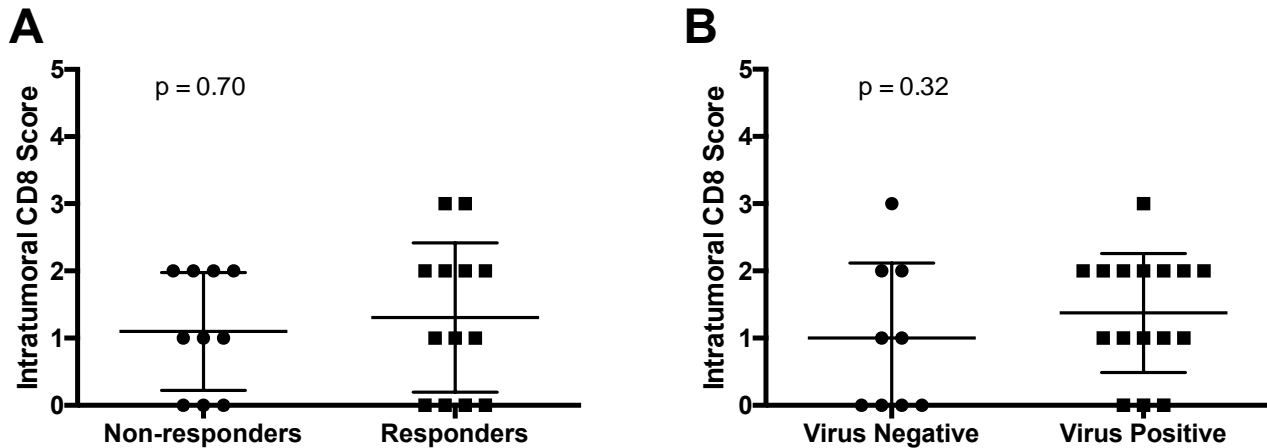 A
Intratumoral CD8 Score
5
4
3
2
1
0
p = 0.70
Non-responders
Responders
B
Intratumoral CD8 Score
5
4
3
2
1
0
p = 0.32
Virus Negative
Virus Positive